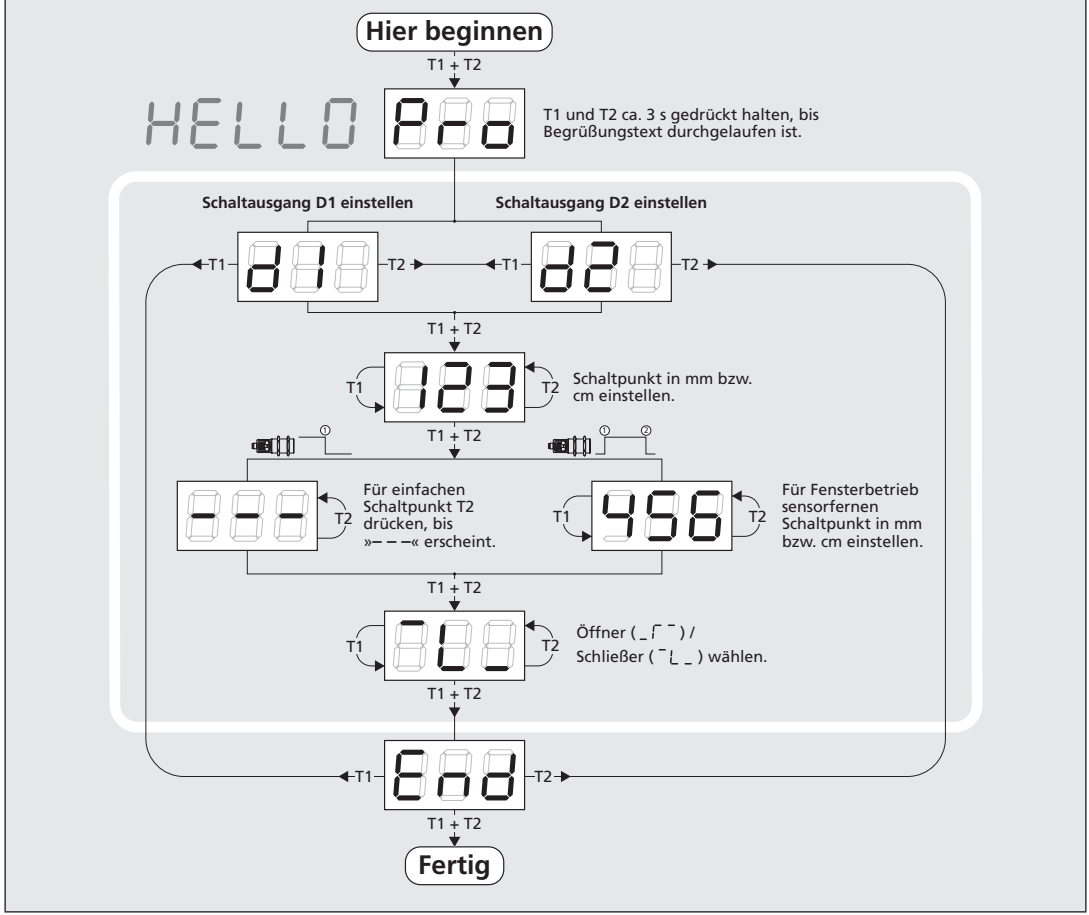 Hier beginnen
T1 + T2
HELLO Pro
T1 und T2 ca. 3 s gedrückt halten, bis
Begrüßungstext durchgelaufen ist.
Schaltausgang D1 einstellen
Schaltausgang D2 einstellen
T1 d1 T2 T1 d2 T2
T1 + T2
T1 123 T2
Schaltpunkt in mm bzw.
cm einstellen.
T1 + T2
① ① ②
--- T2
Für einfachen
Schaltpunkt T2
drücken, bis
»– – –« erscheint.
T1 456 T2
Für Fensterbetrieb
sensorfernen
Schaltpunkt in mm
bzw. cm einstellen.
T1 + T2
T1 ¯L_ T2
Öffner ( _Γ¯ ) /
Schließer ( ¯L_ ) wählen.
T1 + T2
T1 End T2
T1 + T2
Fertig